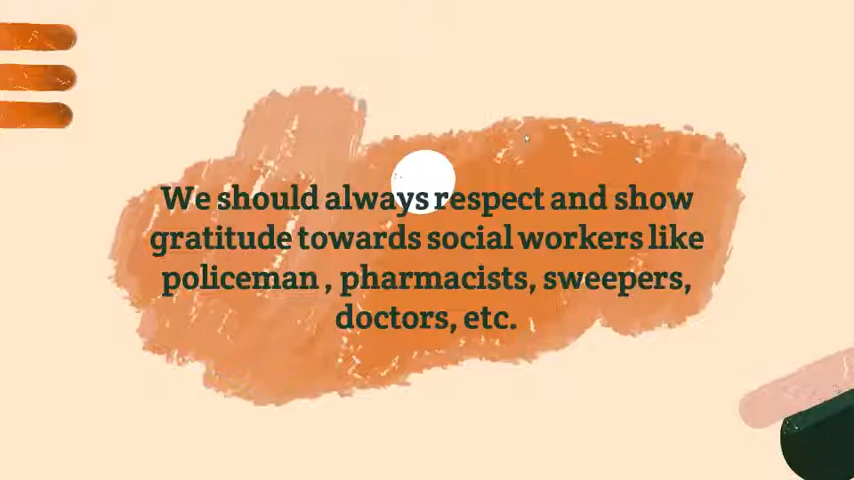 We should always respect and show
gratitude towards social workers like
policeman , pharmacists, sweepers,
doctors, etc.